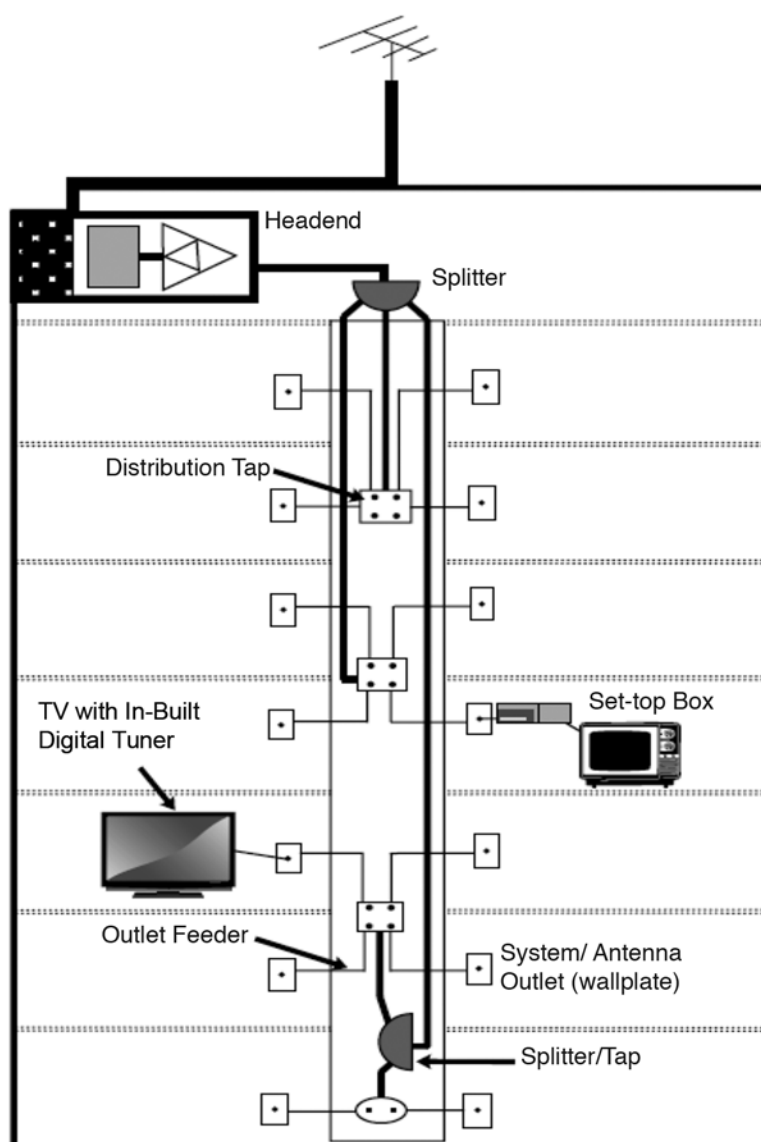 Headend
Splitter
Distribution Tap
TV with In-Built
Digital Tuner
Set-top Box
Outlet Feeder
System/ Antenna
Outlet (wallplate)
Splitter/Tap